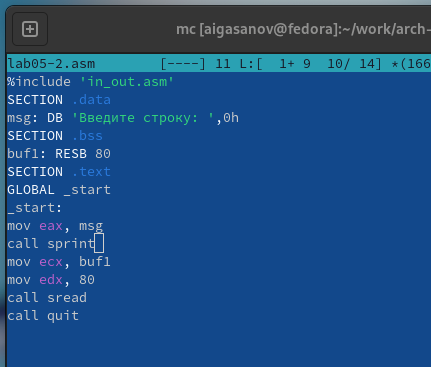 mc [aigasanov@fedora]:~/work/arch-
lab05-2.asm [----] 11 L:[ 1+ 9 10/ 14] *(166
%include 'in_out.asm'
SECTION .data
msg: DB 'Введите строку: ',0h
SECTION .bss
buf1: RESB 80
SECTION .text
GLOBAL _start
_start:
mov eax, msg
call sprint
mov ecx, buf1
mov edx, 80
call sread
call quit